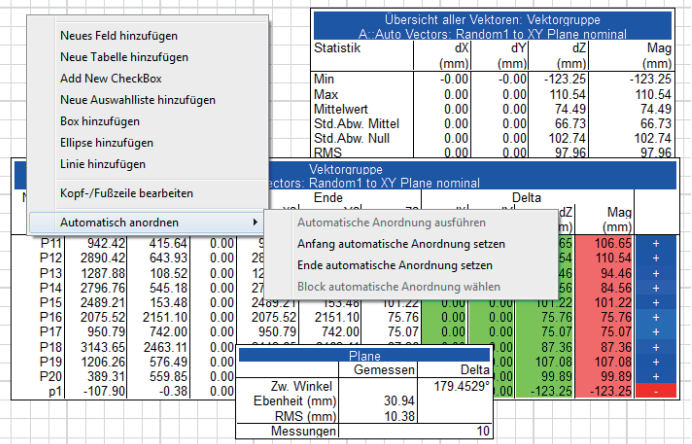 Neues Feld hinzufügen
Neue Tabelle hinzufügen
Add New CheckBox
Neue Auswahlliste hinzufügen
Box hinzufügen
Ellipse hinzufügen
Linie hinzufügen
Kopf-/Fußzeile bearbeiten
Automatisch anordnen
Automatische Anordnung ausführen
Anfang automatische Anordnung setzen
Ende automatische Anordnung setzen
Block automatische Anordnung wählen
Übersicht aller Vektoren: Vektorgruppe
A::Auto Vectors: Random1 to XY Plane nominal
Statistik dX dY dZ Mag
(mm) (mm) (mm) (mm)
Min -0.00 -0.00 -123.25 -123.25
Max 0.00 0.00 110.54 110.54
Mittelwert 0.00 0.00 74.49 74.49
Std.Abw. Mittel 0.00 0.00 66.73 66.73
Std.Abw. Null 0.00 0.00 102.74 102.74
RMS 0.00 0.00 97.96 97.96
Vektorgruppe
ectors: Random1 to XY Plane nominal
Ende Delta
dZ Mag
(mm) (mm)
P11 942.42 415.64 0.00 9 65 106.65 +
P12 2890.42 643.93 0.00 28 54 110.54 +
P13 1287.88 108.52 0.00 12 46 94.46 +
P14 2796.76 545.18 0.00 27 56 84.56 +
P15 2489.21 153.48 0.00 2489.21 153.48 101.22 0.00 0.00 101.22 101.22 +
P16 2075.52 2151.10 0.00 2075.52 2151.10 75.76 0.00 0.00 75.76 75.76 +
P17 950.79 742.00 0.00 950.79 742.00 75.07 0.00 0.00 75.07 75.07 +
P18 3143.65 2463.11 0.00 87.36 87.36 +
P19 1206.26 576.49 0.00 107.08 107.08 +
P20 389.31 559.85 0.00 99.89 99.89 +
p1 -107.90 -0.38 0.00 -123.25 -123.25 -
Plane
Gemessen Delta
Zw. Winkel 179.4529°
Ebenheit (mm) 30.94
RMS (mm) 10.38
Messungen 10